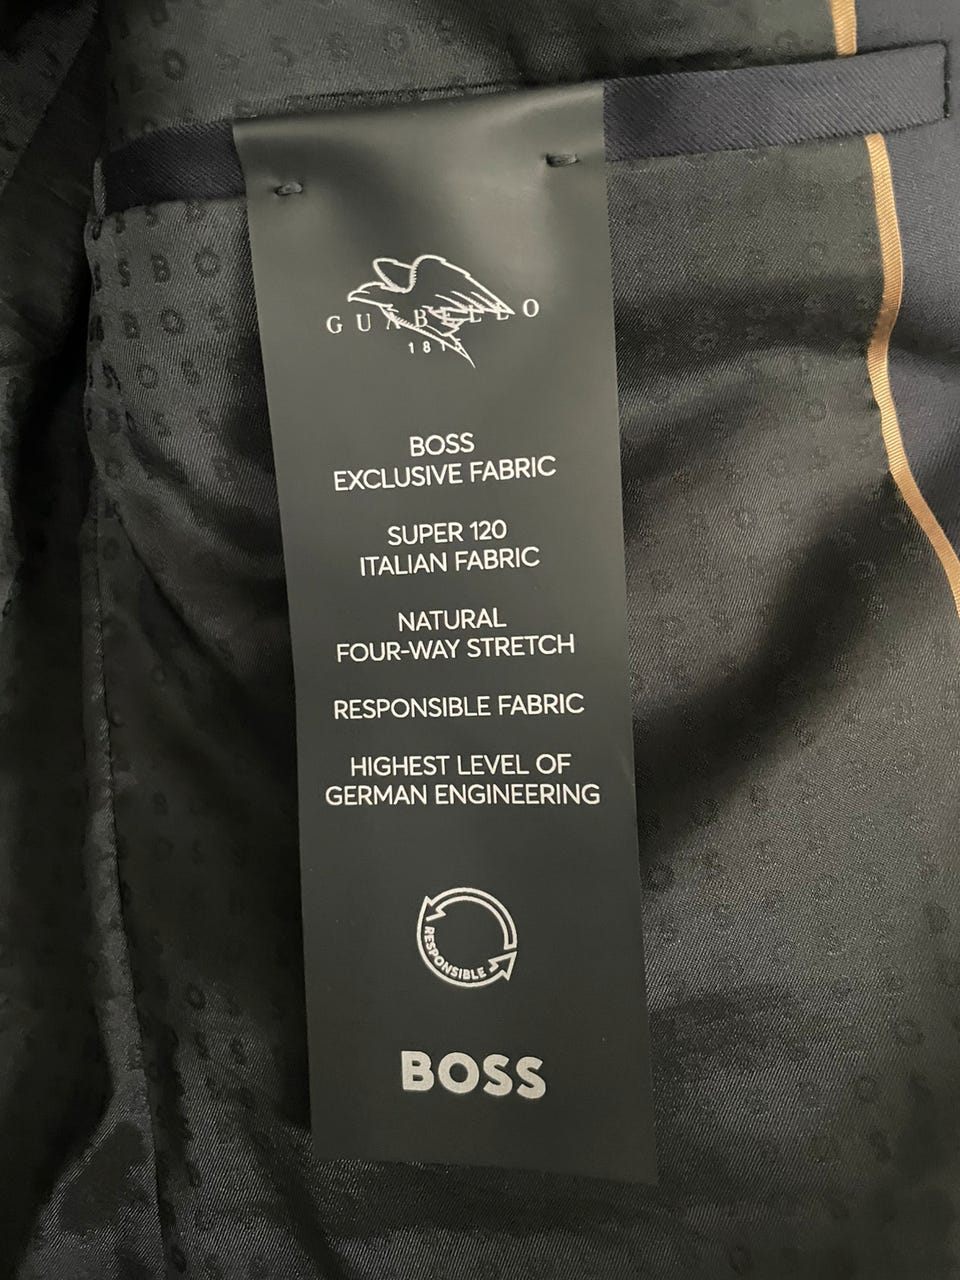 GUABELLO
1815
BOSS
EXCLUSIVE FABRIC
SUPER 120
ITALIAN FABRIC
NATURAL
FOUR-WAY STRETCH
RESPONSIBLE FABRIC
HIGHEST LEVEL OF
GERMAN ENGINEERING
RESPONSIBLE
BOSS